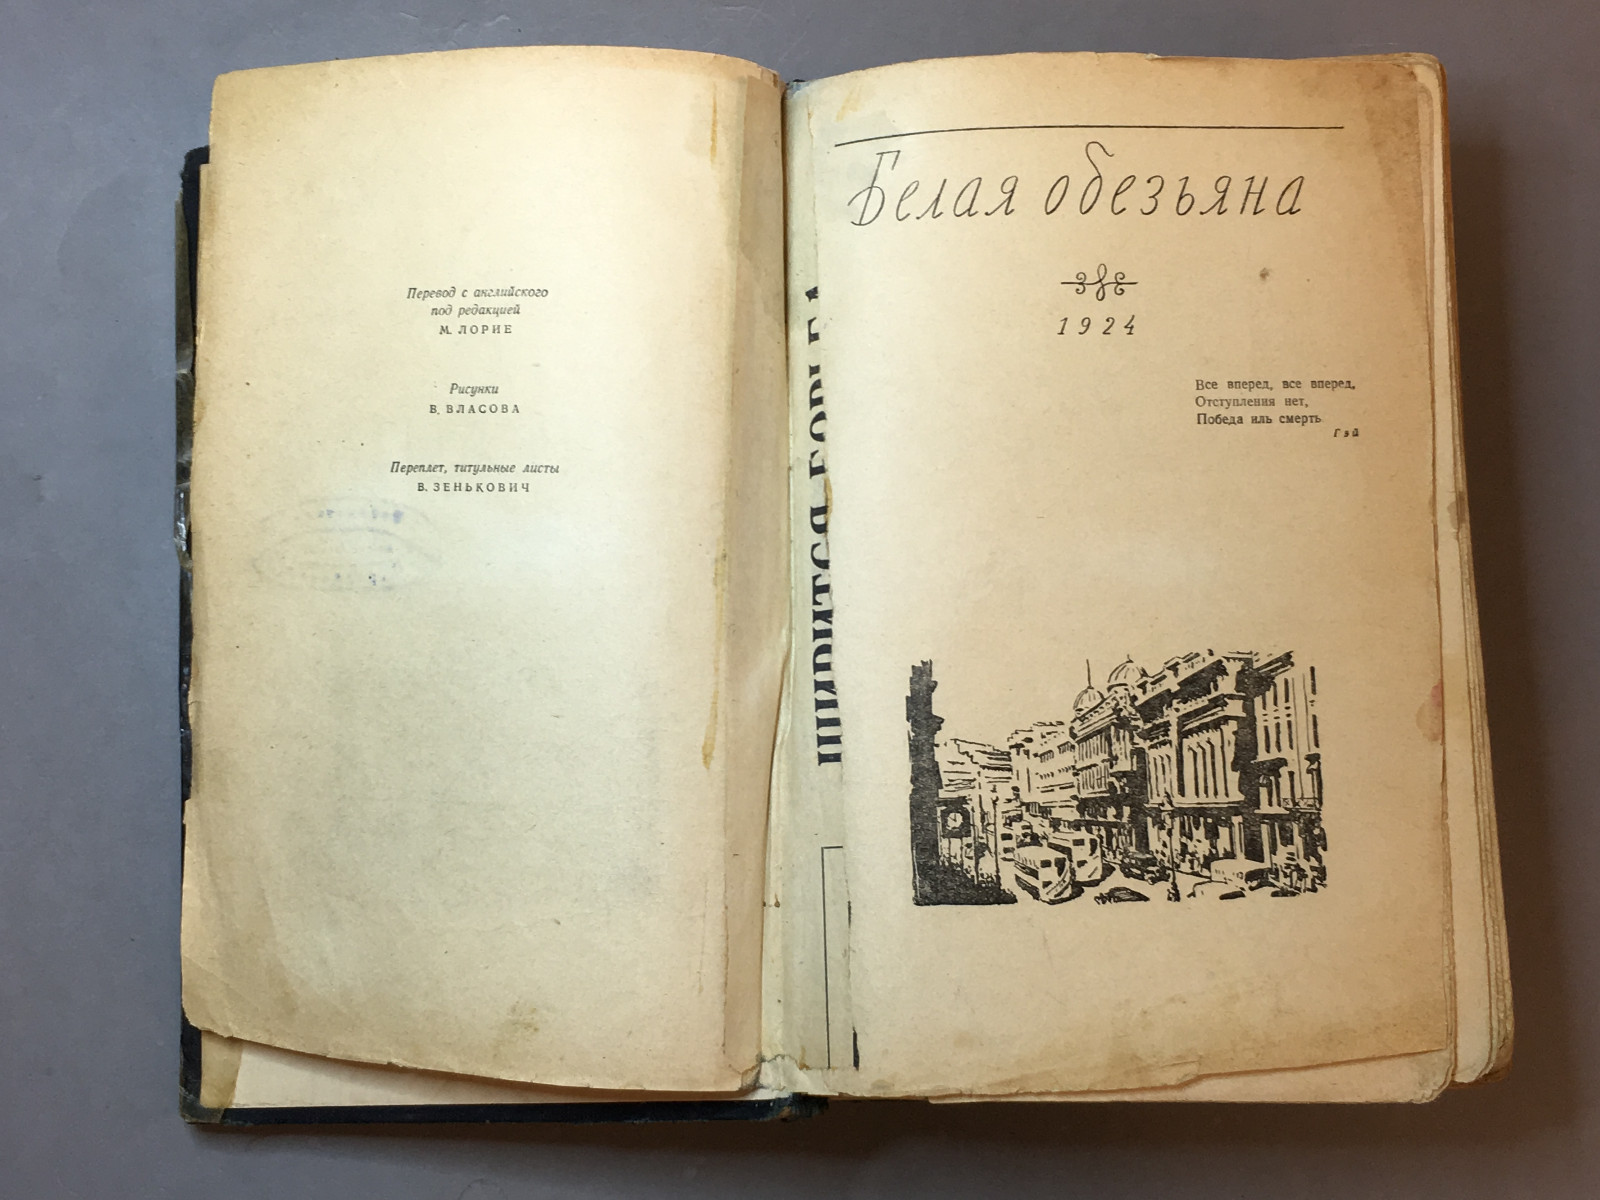 Перевод с английского
под редакцией
М. ЛОРИЕ
Рисунки
В. ВЛАСОВА
Переплет, титульные листы
В. ЗЕНЬКОВИЧ
ШИРИТСЯ
Белая обезьяна
1924
Все вперед, все вперед,
Отступления нет,
Победа иль смерть
Гэй